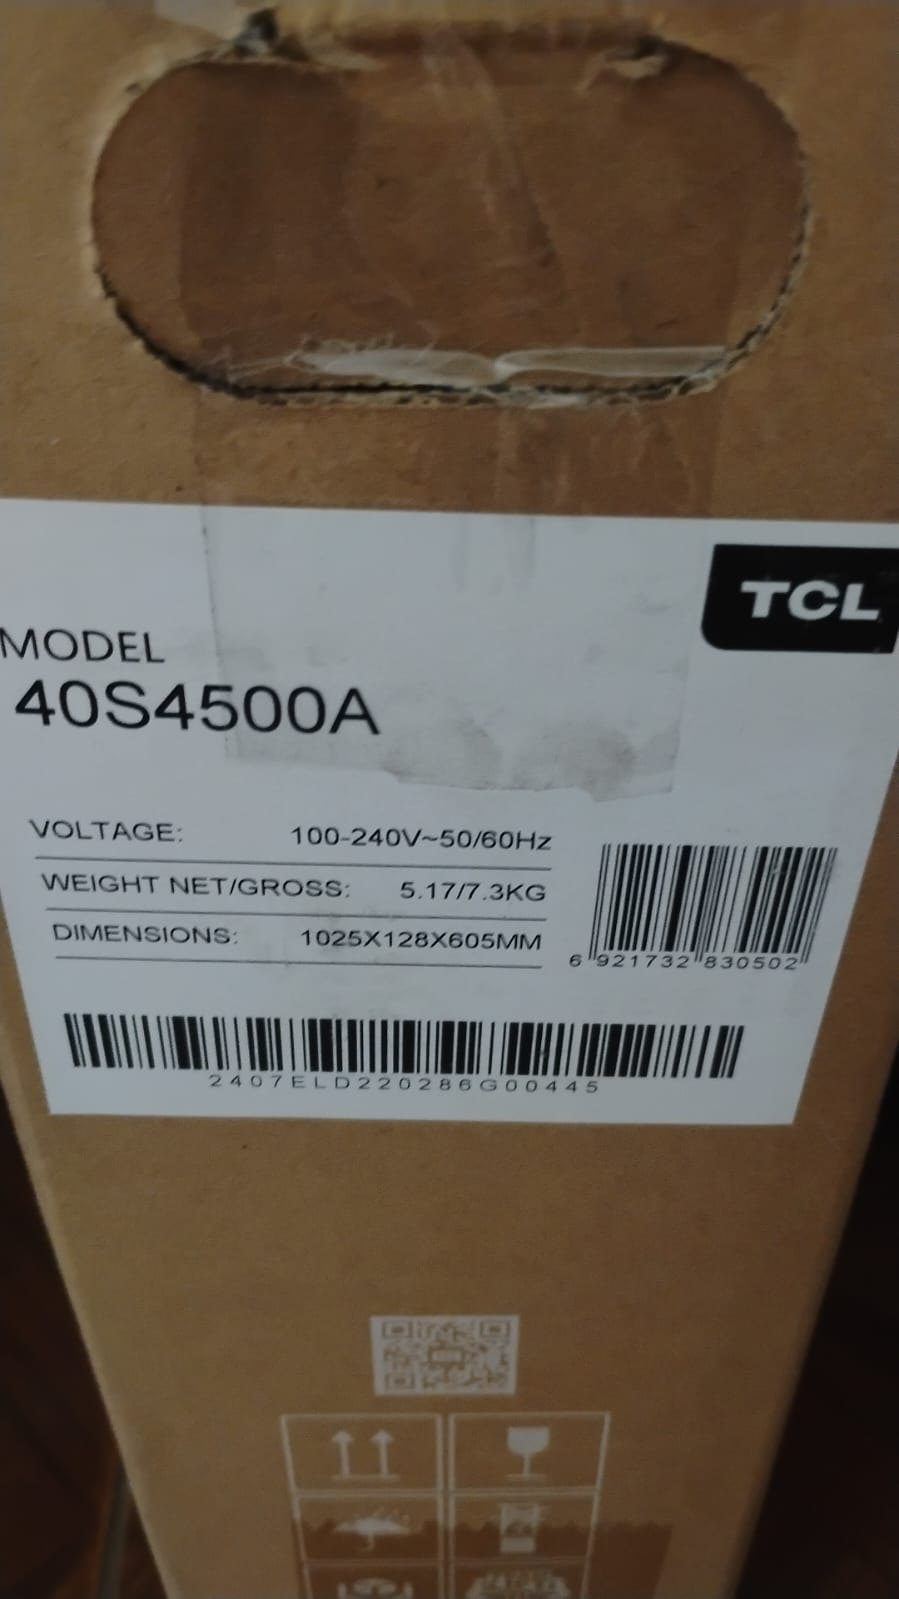 TCL
MODEL
40S4500A
VOLTAGE: 100-240V~50/60Hz
WEIGHT NET/GROSS: 5.17/7.3KG
DIMENSIONS: 1025X128X605MM
6 921732 830502
2407ELD220286G00445